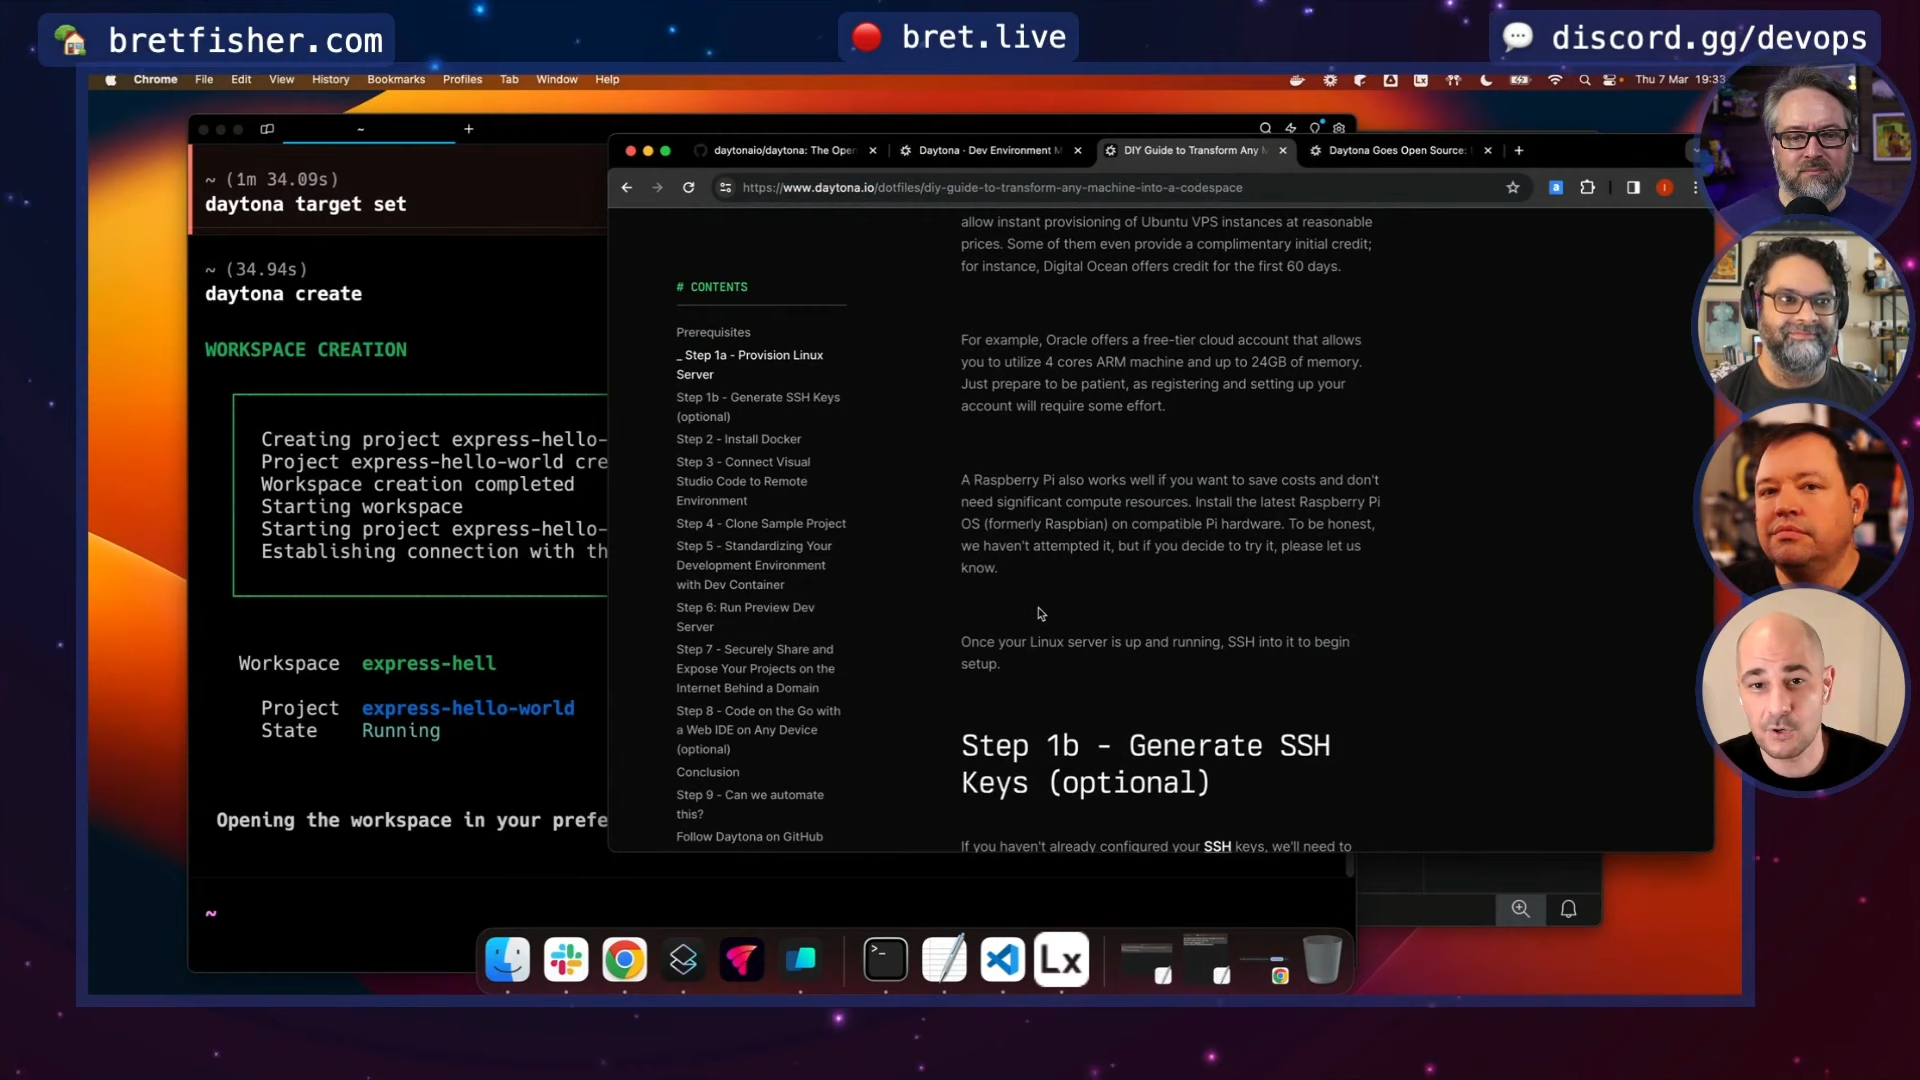 bretfisher.com
bret.live
discord.gg/devops
Chrome File Edit View History Bookmarks Profiles Tab Window Help
Lx
Thu 7 Mar 19:33
~
~ (1m 34.09s)
daytona target set
~ (34.94s)
daytona create
WORKSPACE CREATION
Creating project express-hello-
Project express-hello-world cre
Workspace creation completed
Starting workspace
Starting project express-hello-
Establishing connection with th
Workspace express-hell
Project express-hello-world
State Running
Opening the workspace in your prefe
~
daytonaio/daytona: The Open
Daytona · Dev Environment M
DIY Guide to Transform Any M
Daytona Goes Open Source:
https://www.daytona.io/dotfiles/diy-guide-to-transform-any-machine-into-a-codespace
# CONTENTS
Prerequisites
_ Step 1a - Provision Linux
Server
Step 1b - Generate SSH Keys
(optional)
Step 2 - Install Docker
Step 3 - Connect Visual
Studio Code to Remote
Environment
Step 4 - Clone Sample Project
Step 5 - Standardizing Your
Development Environment
with Dev Container
Step 6: Run Preview Dev
Server
Step 7 - Securely Share and
Expose Your Projects on the
Internet Behind a Domain
Step 8 - Code on the Go with
a Web IDE on Any Device
(optional)
Conclusion
Step 9 - Can we automate
this?
Follow Daytona on GitHub
allow instant provisioning of Ubuntu VPS instances at reasonable
prices. Some of them even provide a complimentary initial credit;
for instance, Digital Ocean offers credit for the first 60 days.
For example, Oracle offers a free-tier cloud account that allows
you to utilize 4 cores ARM machine and up to 24GB of memory.
Just prepare to be patient, as registering and setting up your
account will require some effort.
A Raspberry Pi also works well if you want to save costs and don't
need significant compute resources. Install the latest Raspberry Pi
OS (formerly Raspbian) on compatible Pi hardware. To be honest,
we haven't attempted it, but if you decide to try it, please let us
know.
Once your Linux server is up and running, SSH into it to begin
setup.
Step 1b - Generate SSH
Keys (optional)
If you haven't already configured your SSH keys, we'll need to
Lx